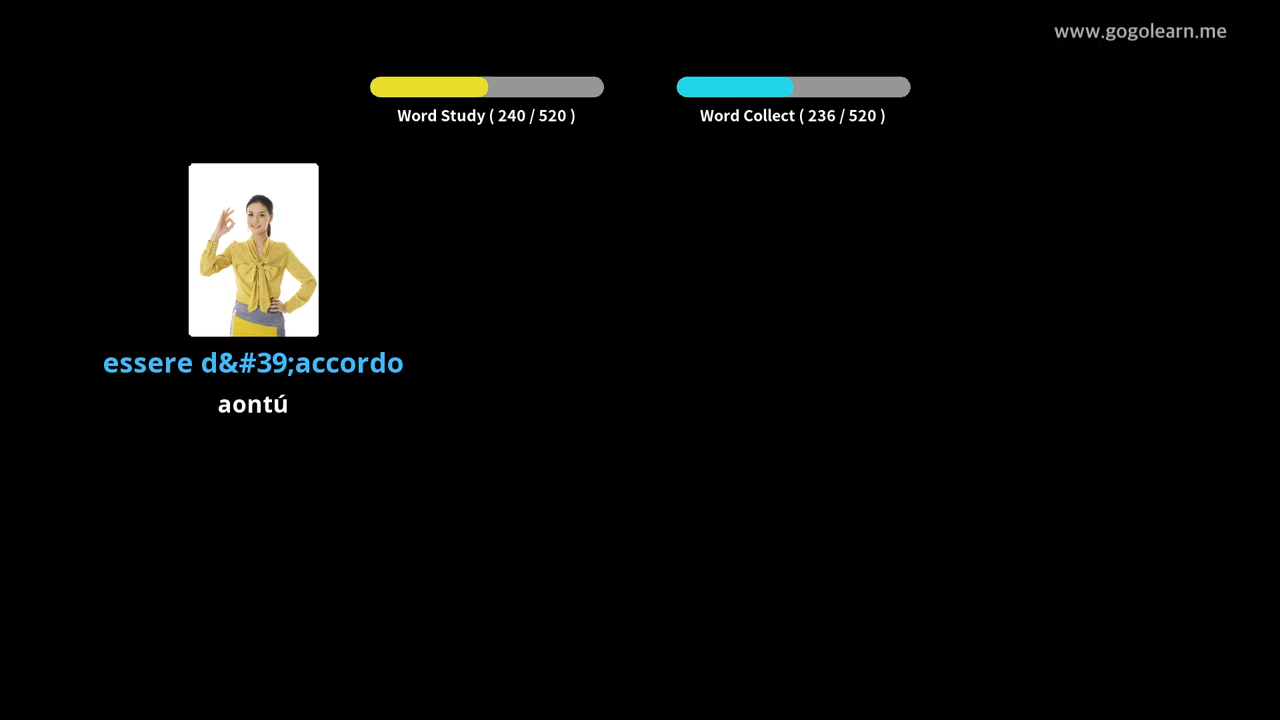 www.gogolearn.me
Word Study ( 240 / 520 )
Word Collect ( 236 / 520 )
essere d&#39;accordo
aontú